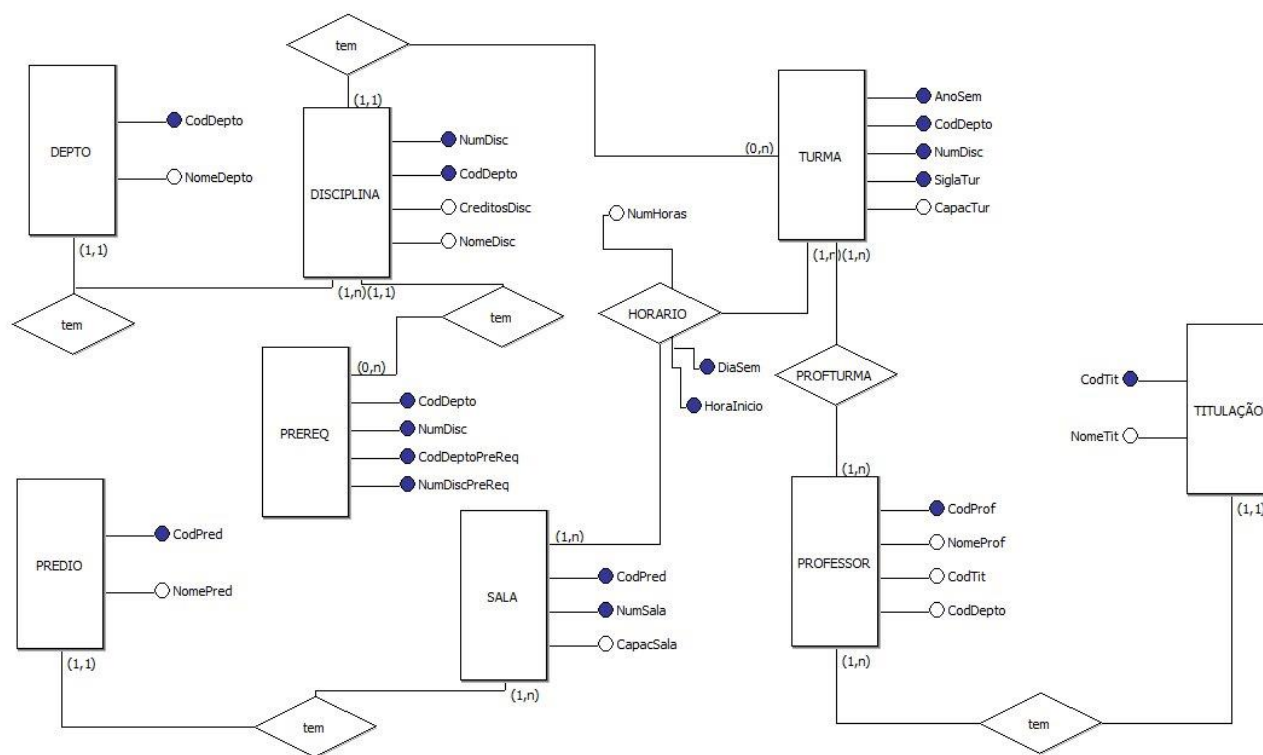 tem
DEPTO
CodDepto
NomeDepto
(1,1)
tem
(1,1)
DISCIPLINA
NumDisc
CodDepto
CreditosDisc
NomeDisc
(1,n)(1,1)
tem
(0,n)
PREREQ
CodDepto
NumDisc
CodDeptoPreReq
NumDiscPreReq
(0,n)
TURMA
AnoSem
CodDepto
NumDisc
SiglaTur
CapacTur
(1,n)(1,n)
NumHoras
HORARIO
DiaSem
HoraInicio
PROFTURMA
CodTit
NomeTit
TITULAÇÃO
(1,1)
PREDIO
CodPred
NomePred
(1,1)
tem
(1,n)
SALA
CodPred
NumSala
CapacSala
(1,n)
(1,n)
PROFESSOR
CodProf
NomeProf
CodTit
CodDepto
(1,n)
tem